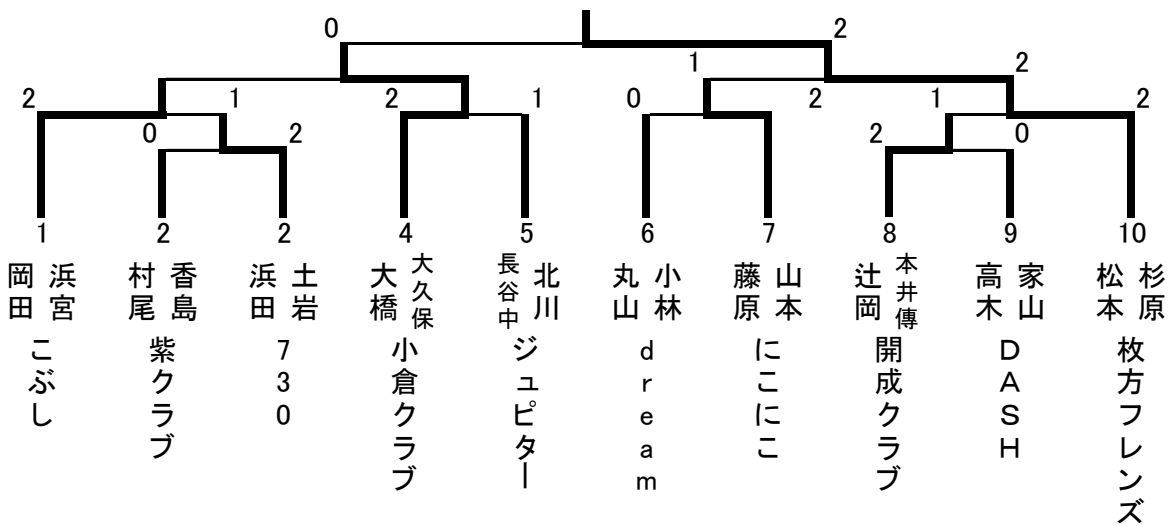 0 2
1 2
2 1 2 1 0 2 1 2
0 2 2 0
1 2 2 4 5 6 7 8 9 10
浜宮
岡田
こぶし
香島
村尾
紫クラブ
土岩
浜田
730
大久保
大橋
小倉クラブ
北川
長谷中
ジュピター
小林
丸山
dream
山本
藤原
にこにこ
本井傳
辻岡
開成クラブ
家山
高木
DASH
杉原
松本
枚方フレンズ